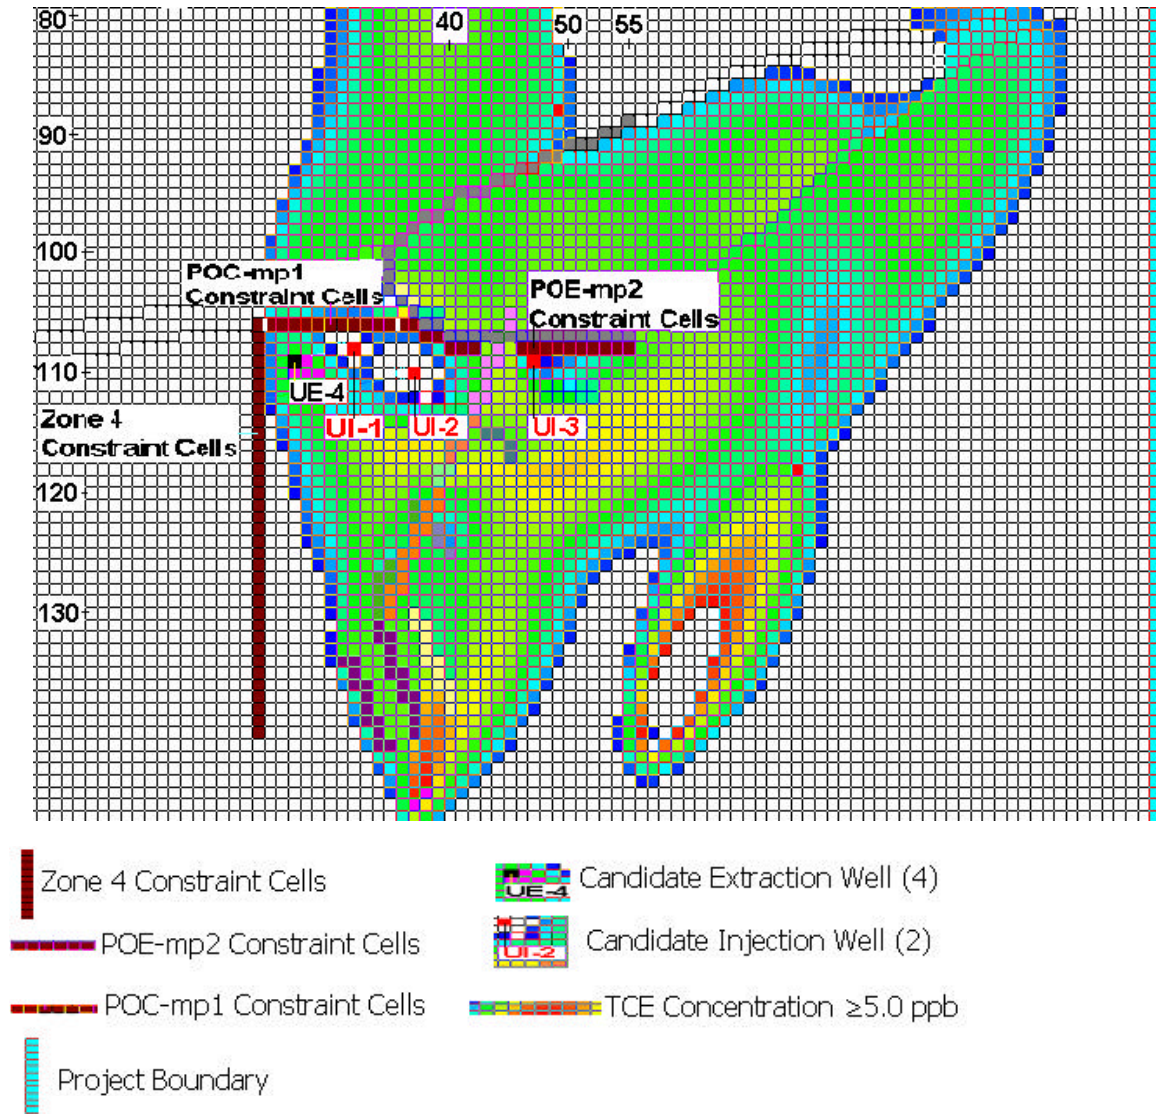 80
40
50
55
90
100
POC-mp1
Constraint Cells
POE-mp2
Constraint Cells
110
UE-4
Zone 4
Constraint Cells
UI-1
UI-2
UI-3
120
130
Zone 4 Constraint Cells
UE-4
Candidate Extraction Well (4)
POE-mp2 Constraint Cells
UI-2
Candidate Injection Well (2)
POC-mp1 Constraint Cells
TCE Concentration ≥5.0 ppb
Project Boundary